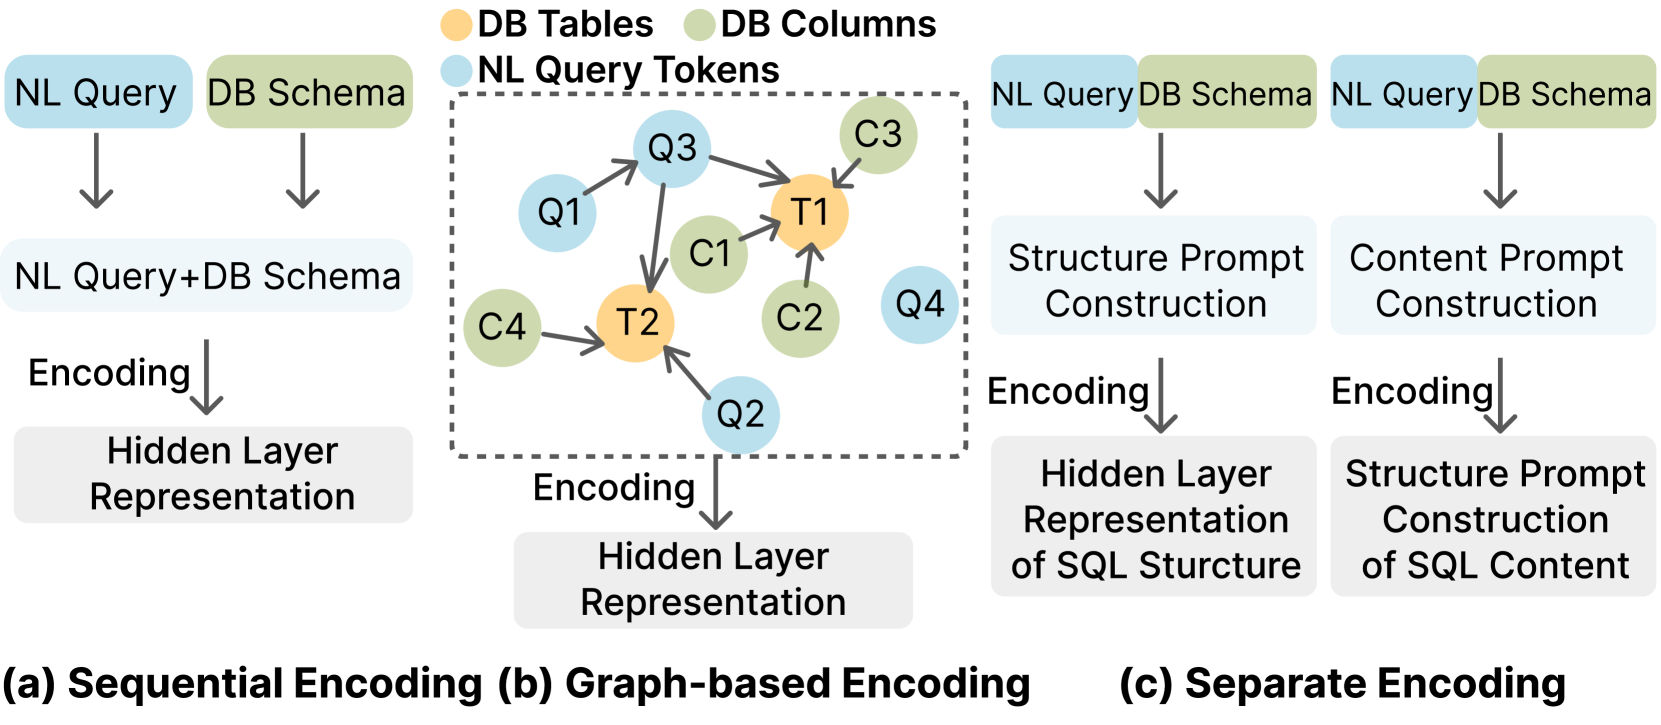 NL Query
DB Schema
NL Query+DB Schema
Encoding
Hidden Layer
Representation
(a) Sequential Encoding
DB Tables
DB Columns
NL Query Tokens
Q3
C3
Q1
T1
C1
Q4
C2
C4
T2
Q2
Encoding
Hidden Layer
Representation
(b) Graph-based Encoding
NL Query
DB Schema
Structure Prompt
Construction
Encoding
Hidden Layer
Representation
of SQL Sturcture
NL Query
DB Schema
Content Prompt
Construction
Encoding
Structure Prompt
Construction
of SQL Content
(c) Separate Encoding